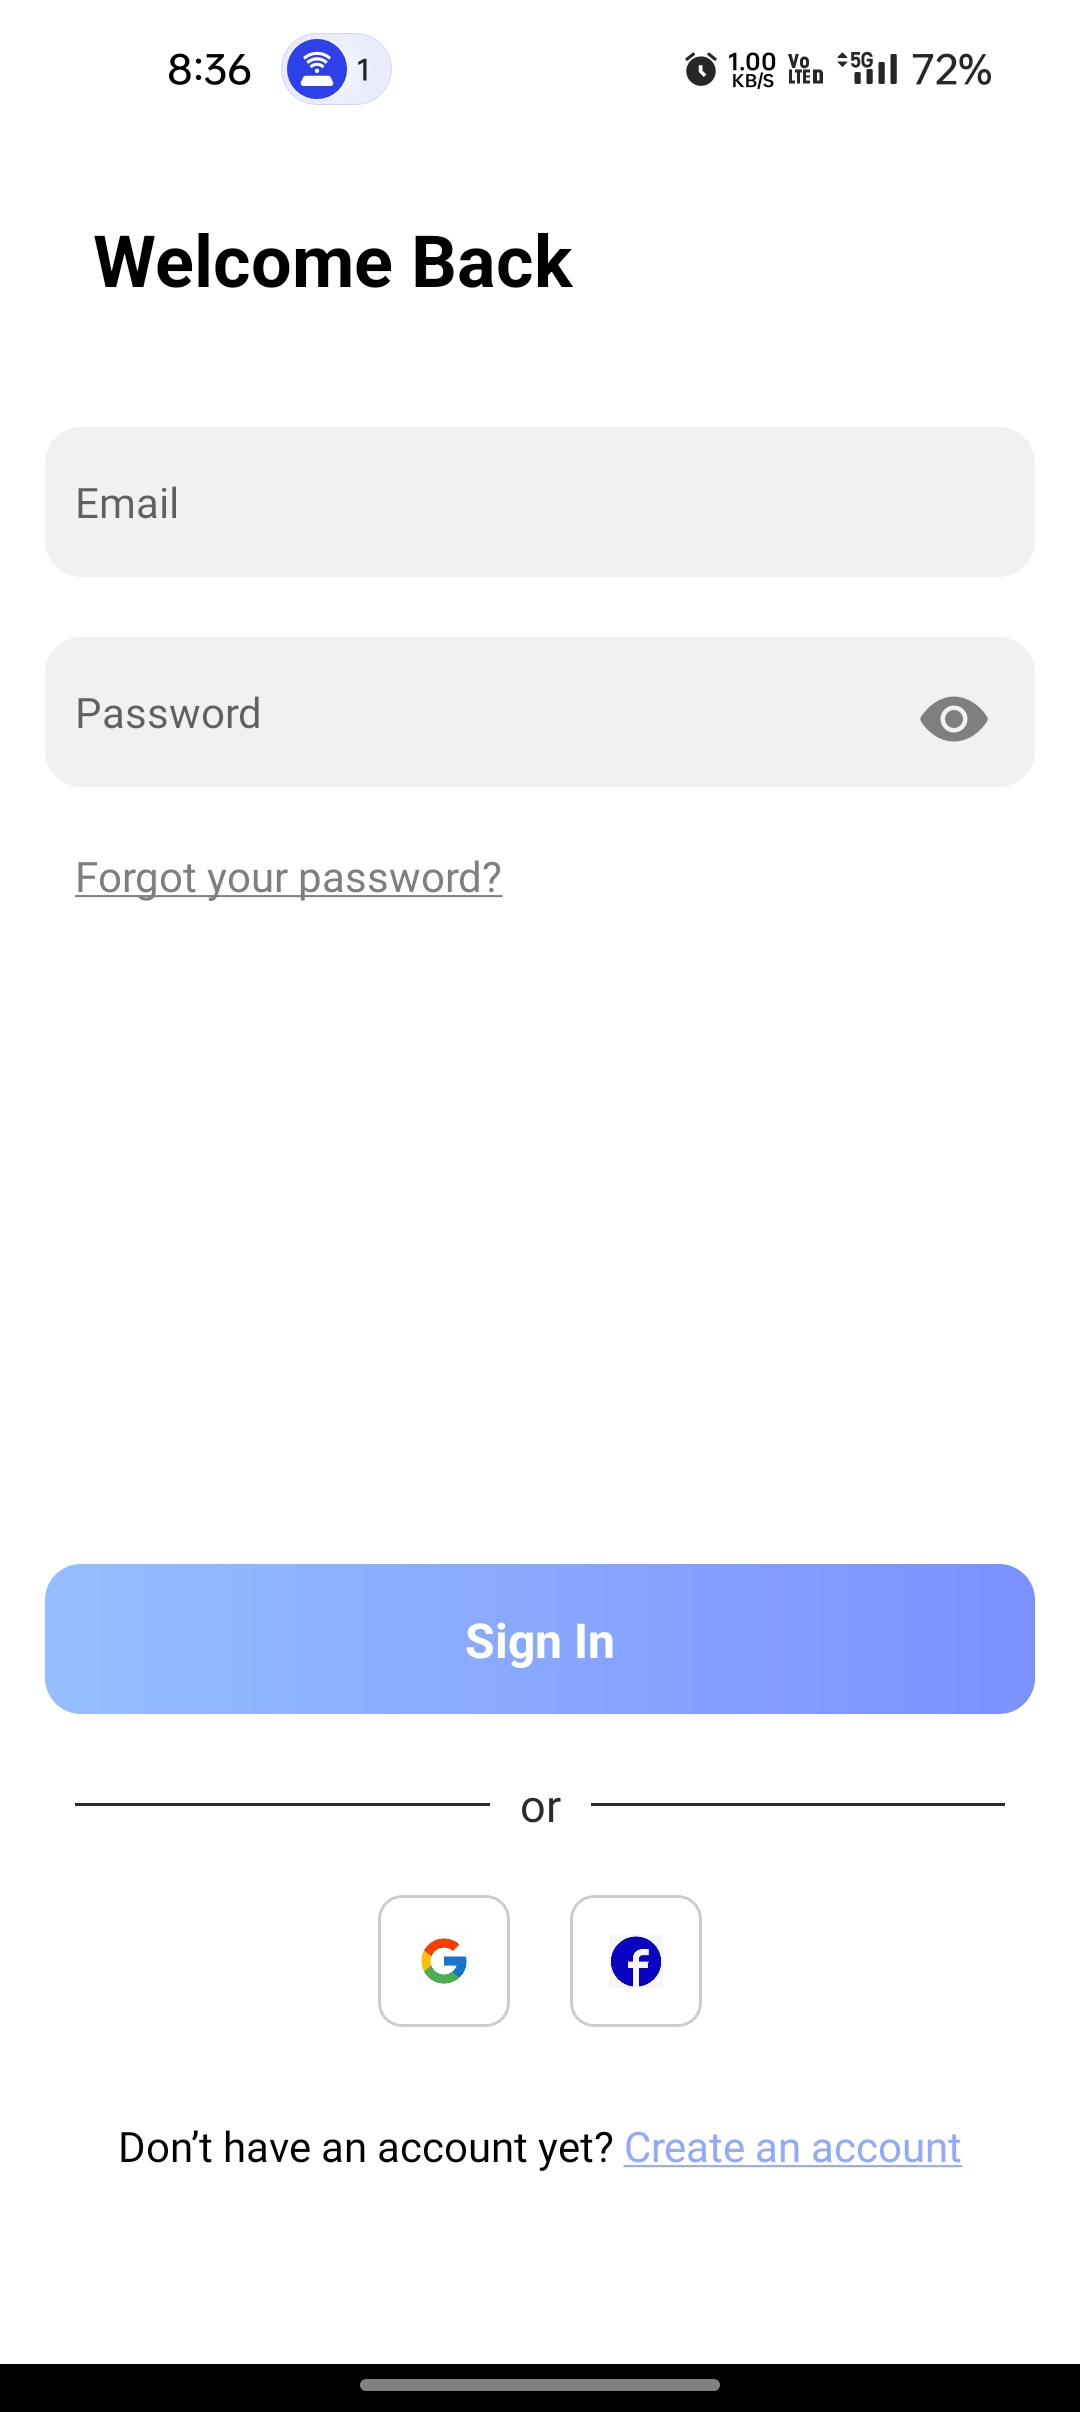 8:36 1 1.00 KB/S Vo LTE D 5G 72%
Welcome Back
Email
Password
Forgot your password?
Sign In
or
Don’t have an account yet? Create an account